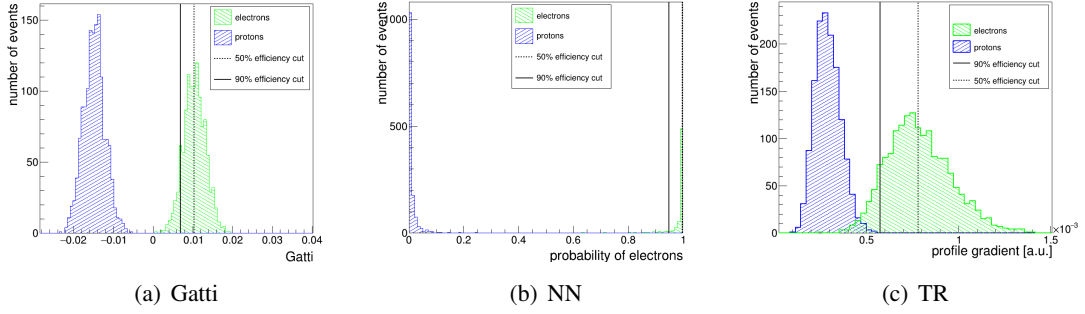 number of events
150
100
50
0
electrons
protons
50% efficiency cut
90% efficiency cut
−0.02 −0.01 0 0.01 0.02 0.03 0.04
Gatti
(a) Gatti
number of events
1000
500
0
electrons
protons
50% efficiency cut
90% efficiency cut
0 0.2 0.4 0.6 0.8 1
probability of electrons
(b) NN
number of events
200
150
100
50
0
electrons
protons
90% efficiency cut
50% efficiency cut
0.5 1 1.5
×10⁻³
profile gradient [a.u.]
(c) TR